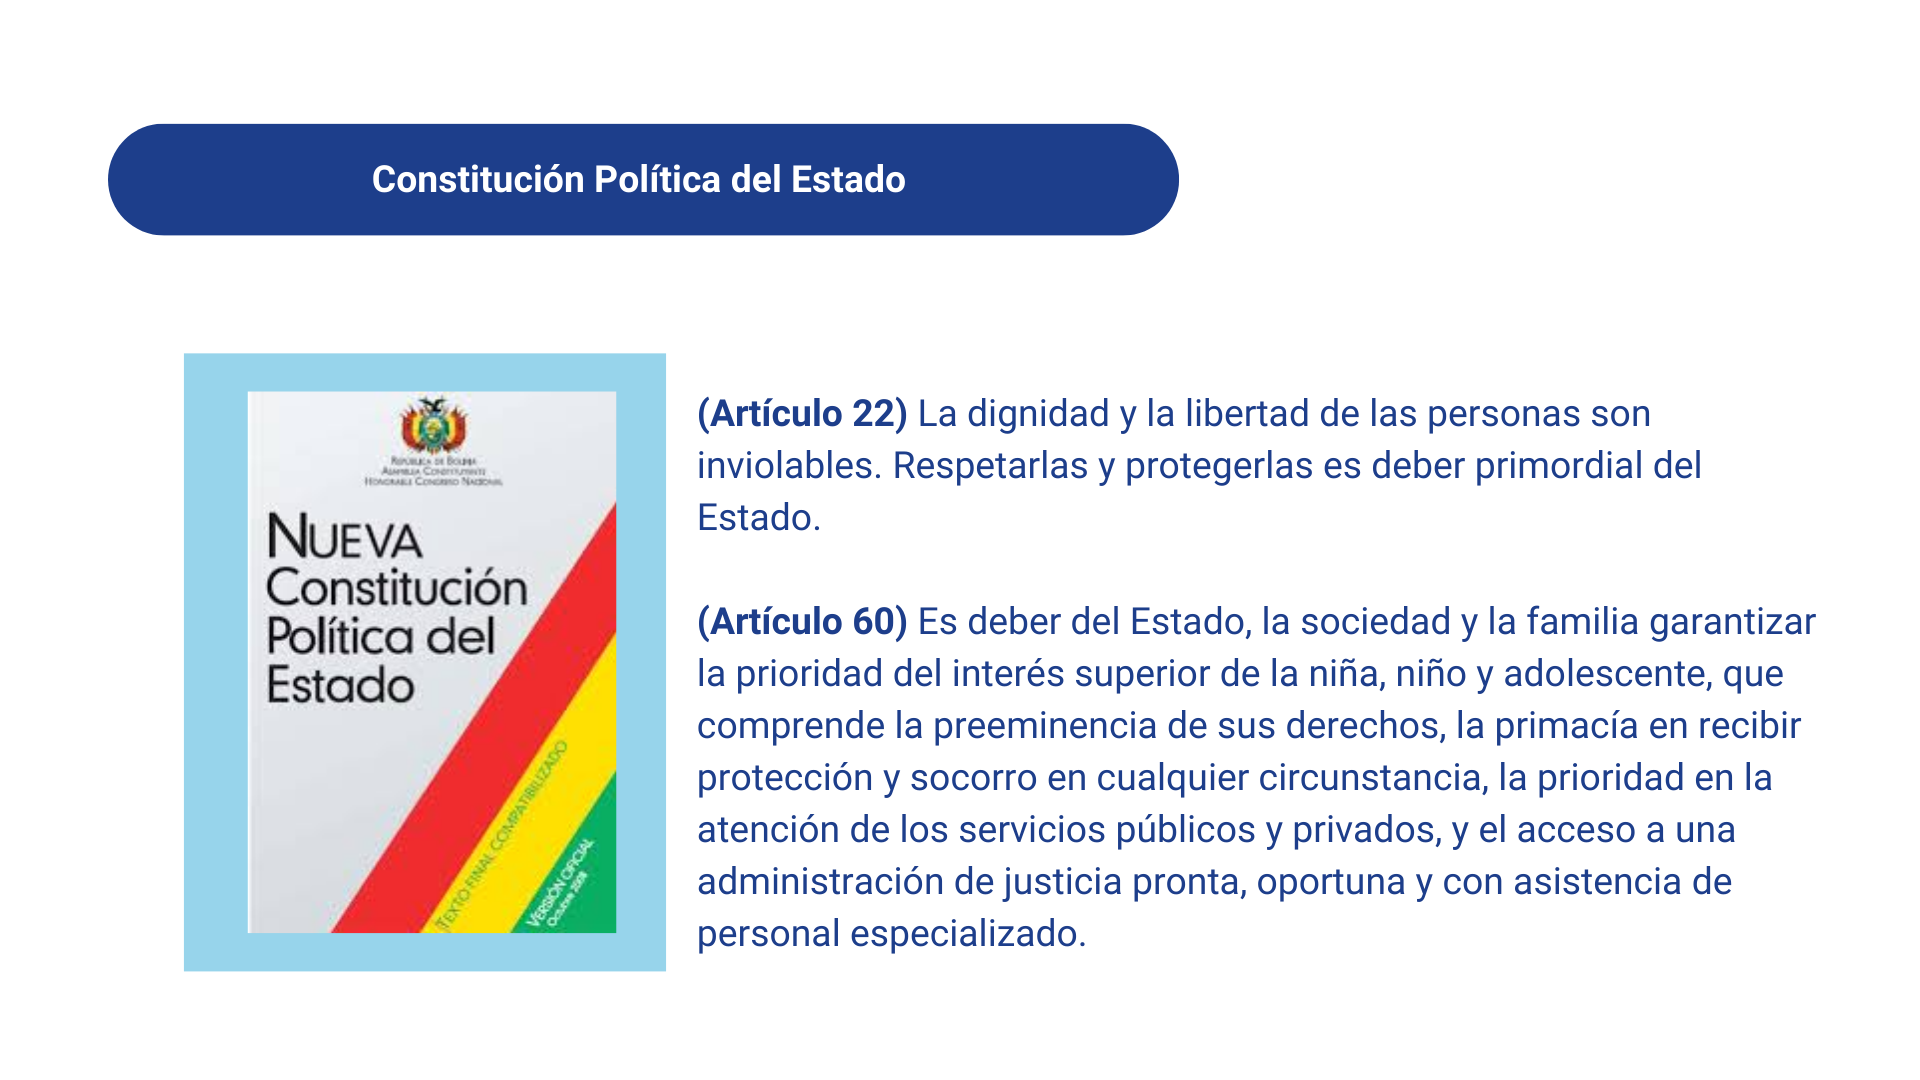 Constitución Política del Estado
REPÚBLICA DE BOLIVIA
ASAMBLEA CONSTITUYENTE
HONORABLE CONGRESO NACIONAL
NUEVA
Constitución
Política del
Estado
TEXTO FINAL COMPATIBILIZADO
VERSIÓN OFICIAL
Octubre 2008
(Artículo 22) La dignidad y la libertad de las personas son
inviolables. Respetarlas y protegerlas es deber primordial del
Estado.
(Artículo 60) Es deber del Estado, la sociedad y la familia garantizar
la prioridad del interés superior de la niña, niño y adolescente, que
comprende la preeminencia de sus derechos, la primacía en recibir
protección y socorro en cualquier circunstancia, la prioridad en la
atención de los servicios públicos y privados, y el acceso a una
administración de justicia pronta, oportuna y con asistencia de
personal especializado.